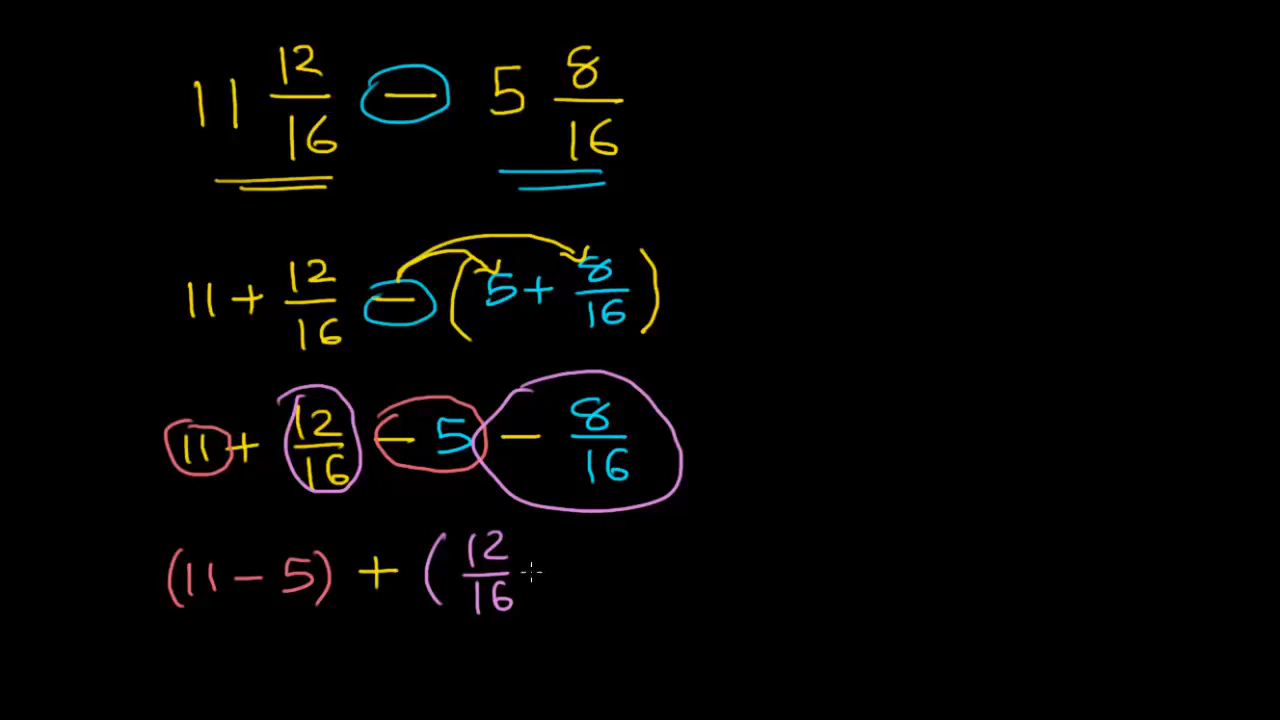 11 12/16 − 5 8/16
11 + 12/16 − (5 + 8/16)
11 + 12/16 − 5 − 8/16
(11 − 5) + (12/16